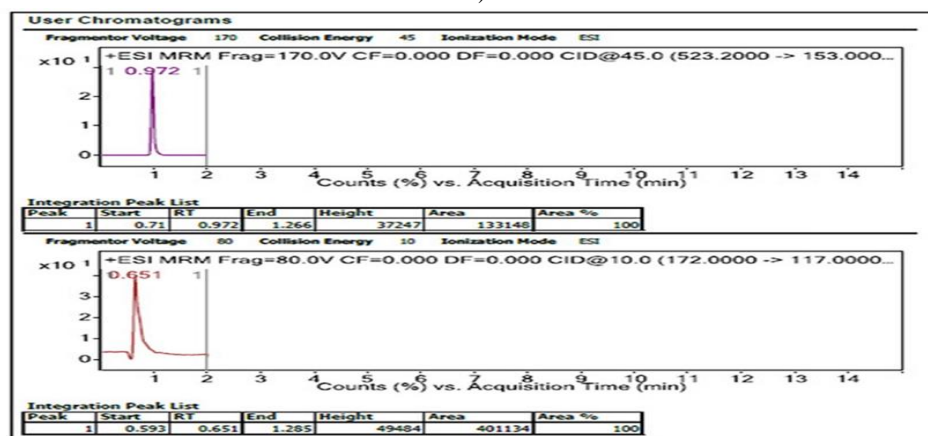 User Chromatograms
Fragmentor Voltage 170 Collision Energy 45 Ionization Mode ESI
x10 1 +ESI MRM Frag=170.0V CF=0.000 DF=0.000 CID@45.0 (523.2000 -> 153.000...
1 0.972 1
2
1
0
1 2 3 4 5 6 7 8 9 10 11 12 13 14
Counts (%) vs. Acquisition Time (min)
Integration Peak List
Peak Start RT End Height Area Area %
1 0.71 0.972 1.266 37247 133148 100
Fragmentor Voltage 80 Collision Energy 10 Ionization Mode ESI
x10 1 +ESI MRM Frag=80.0V CF=0.000 DF=0.000 CID@10.0 (172.0000 -> 117.0000...
0.651 1
3
2
1
0
1 2 3 4 5 6 7 8 9 10 11 12 13 14
Counts (%) vs. Acquisition Time (min)
Integration Peak List
Peak Start RT End Height Area Area %
1 0.593 0.651 1.285 49484 401134 100